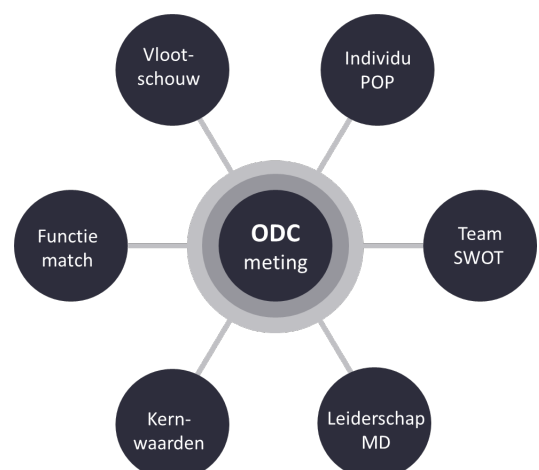 Vloot-
schouw
Individu
POP
Functie
match
ODC
meting
Team
SWOT
Kern-
waarden
Leiderschap
MD